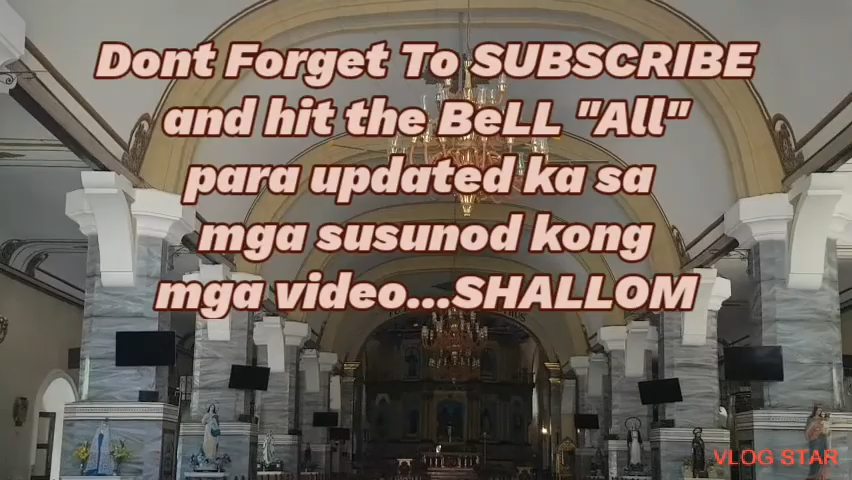 Dont Forget To SUBSCRIBE
and hit the BeLL "All"
para updated ka sa
mga susunod kong
mga video...SHALLOM
VLOG STAR